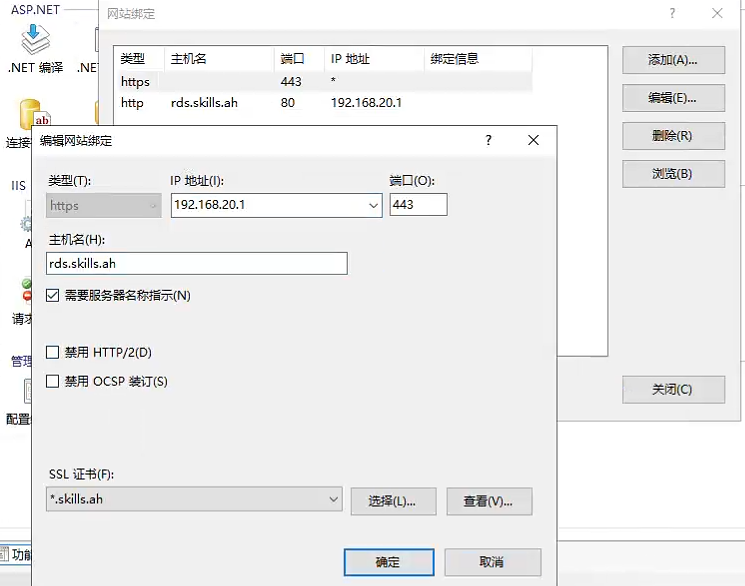 ASP.NET
网站绑定
.NET 编译
.NE
类型 主机名 端口 IP 地址 绑定信息
https 443 *
http rds.skills.ah 80 192.168.20.1
添加(A)...
编辑(E)...
删除(R)
浏览(B)
关闭(C)
ab
连接
IIS
A
请求
管理
配置
功能
编辑网站绑定
类型(T): IP 地址(I): 端口(O):
https 192.168.20.1 443
主机名(H):
rds.skills.ah
需要服务器名称指示(N)
禁用 HTTP/2(D)
禁用 OCSP 装订(S)
SSL 证书(F):
*.skills.ah 选择(L)... 查看(V)...
确定 取消